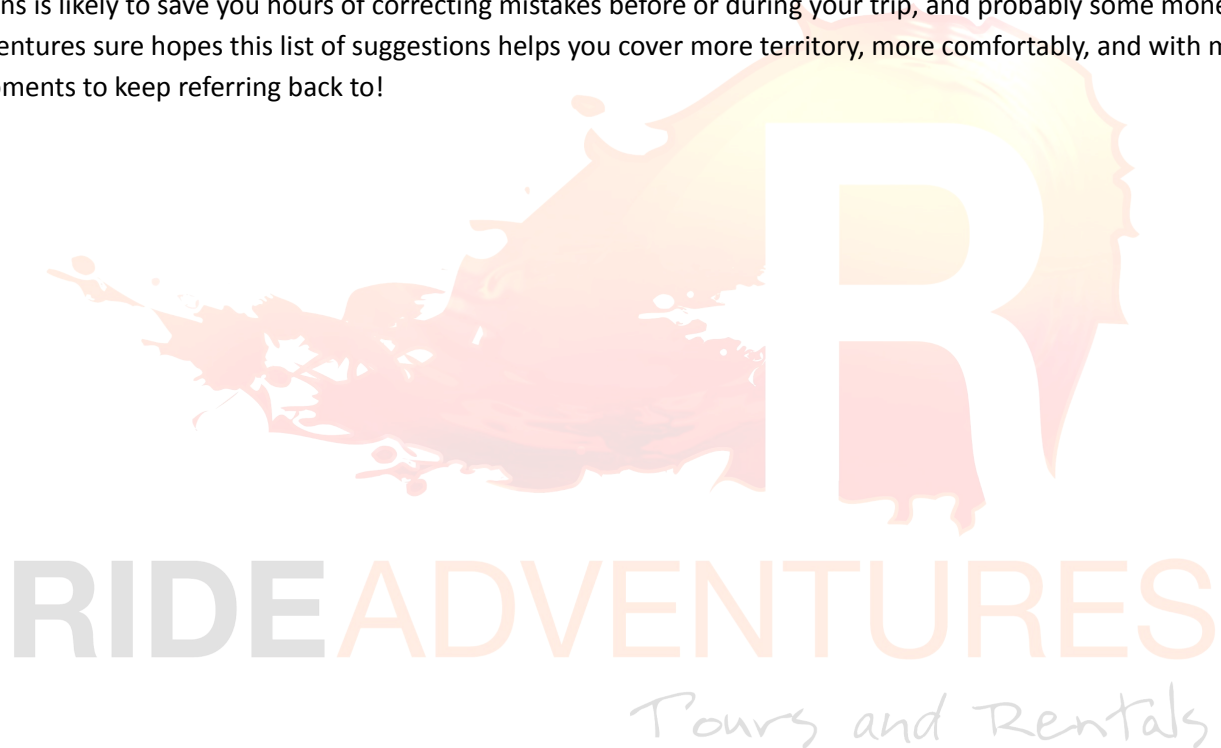 ns is likely to save you hours of correcting mistakes before or during your trip, and probably some mone
entures sure hopes this list of suggestions helps you cover more territory, more comfortably, and with m
ments to keep referring back to!
R
RIDEADVENTURES
Tours and Rentals